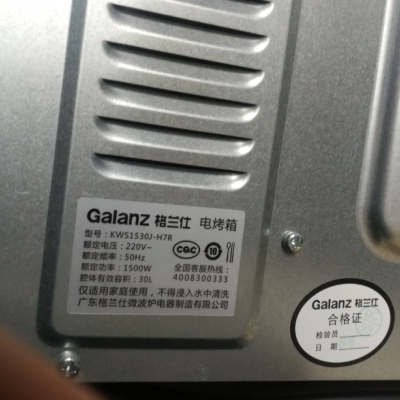 Galanz 格兰仕 电烤箱
型号：KWS1530J-H7R
额定电压：220V~
额定频率：50Hz
额定功率：1500W
腔体有效容积：30L
CQC
10
全国客服热线：
4008300333
仅适用家庭使用，不得浸入水中清洗
广东格兰仕微波炉电器制造有限公司
Galanz 格兰仕
合格证
检验员
日期